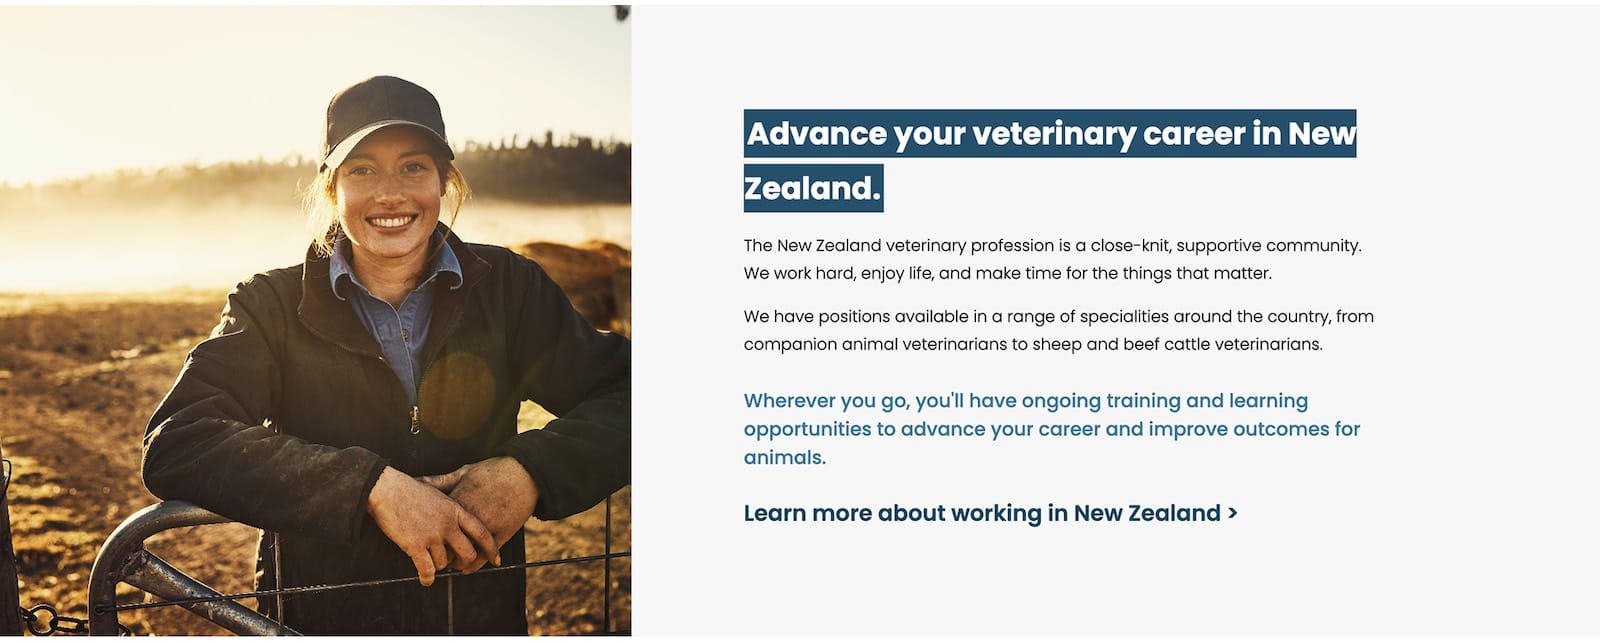 Advance your veterinary career in New
Zealand.
The New Zealand veterinary profession is a close-knit, supportive community.
We work hard, enjoy life, and make time for the things that matter.
We have positions available in a range of specialities around the country, from
companion animal veterinarians to sheep and beef cattle veterinarians.
Wherever you go, you'll have ongoing training and learning
opportunities to advance your career and improve outcomes for
animals.
Learn more about working in New Zealand >